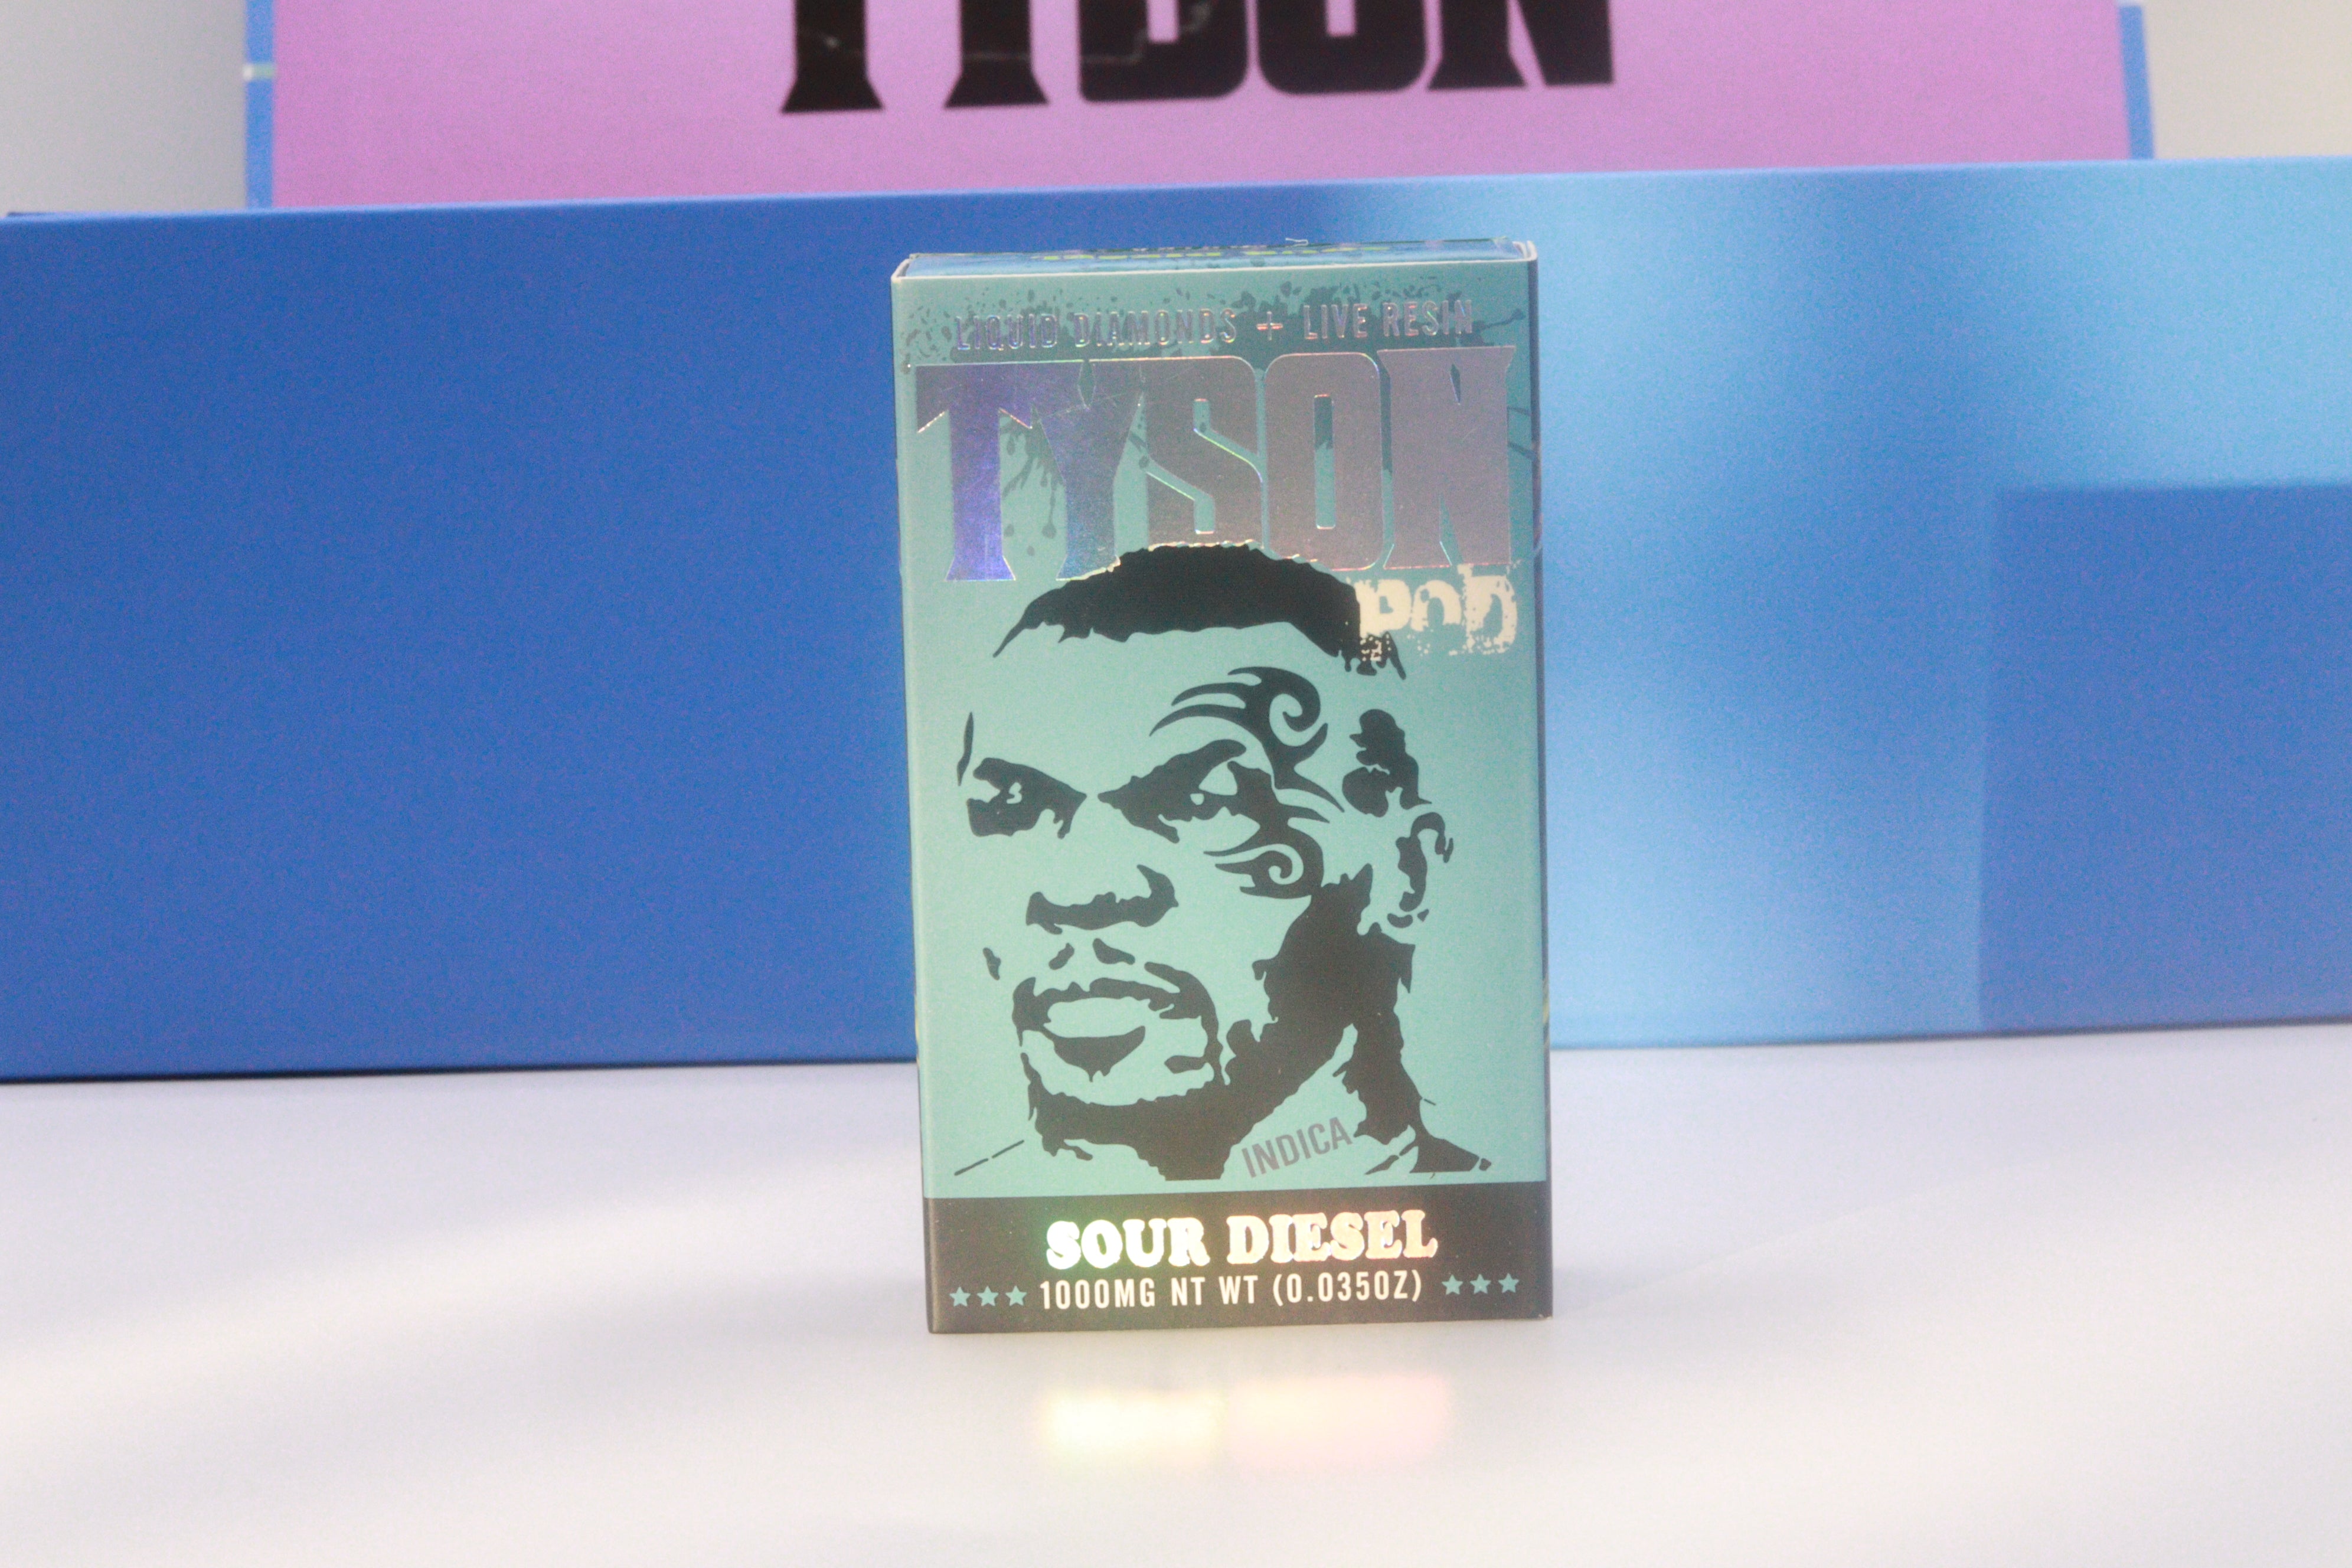 TYSON
LIQUID DIAMONDS + LIVE RESIN
TYSON
POD
INDICA
SOUR DIESEL
1000MG NT WT (0.035OZ)